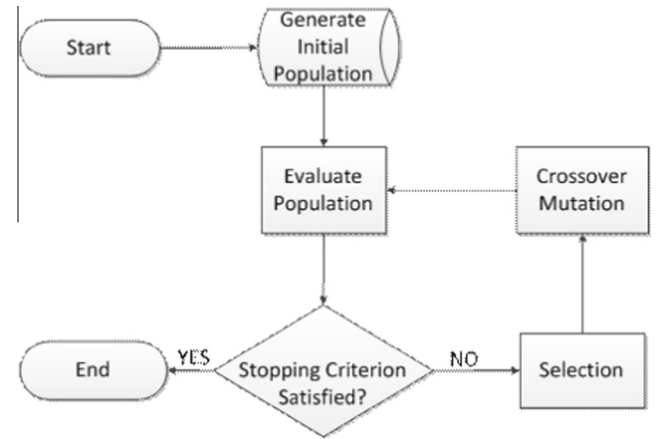 Start
Generate
Initial
Population
Evaluate
Population
Crossover
Mutation
Stopping Criterion
Satisfied?
YES
NO
End
Selection